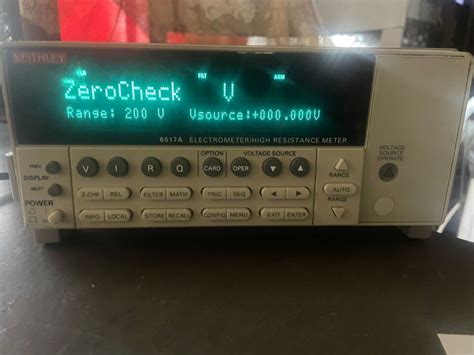 KEITHLEY
FLT ARM
ZeroCheck V
Range: 200 V Vsource:+000.000V
6517A ELECTROMETER/HIGH RESISTANCE METER
OPTION VOLTAGE SOURCE
VOLTAGE SOURCE OPERATE
PREV
DISPLAY
NEXT
V I R Q CARD OPER
RANGE
Z-CHK REL FILTER MATH TRIG SEQ
AUTO
POWER
RANGE
INFO LOCAL STORE RECALL CONFIG MENU EXIT ENTER